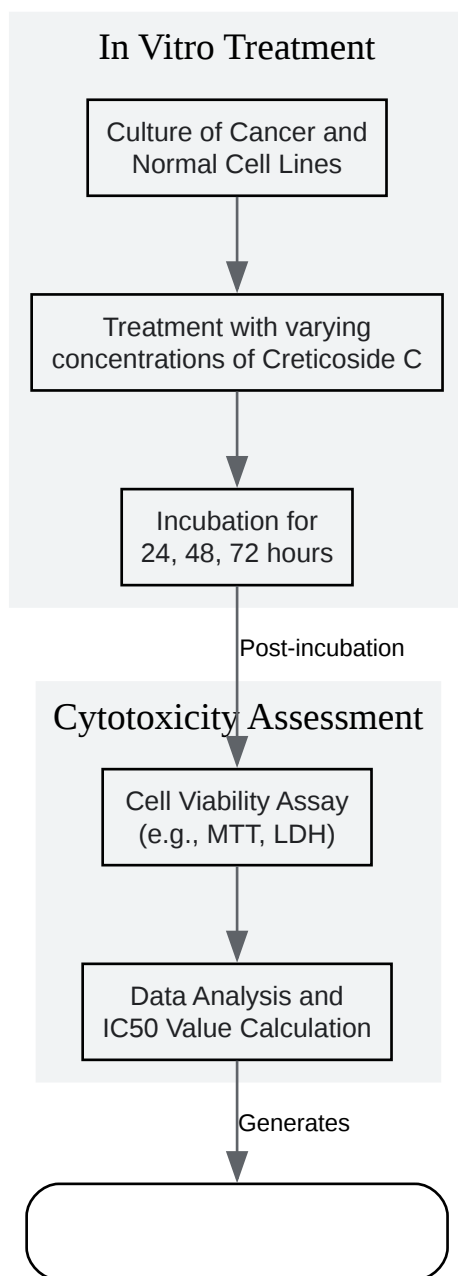 In Vitro Treatment
Culture of Cancer and
Normal Cell Lines
Treatment with varying
concentrations of Creticoside C
Incubation for
24, 48, 72 hours
Post-incubation
Cytotoxicity Assessment
Cell Viability Assay
(e.g., MTT, LDH)
Data Analysis and
IC50 Value Calculation
Generates